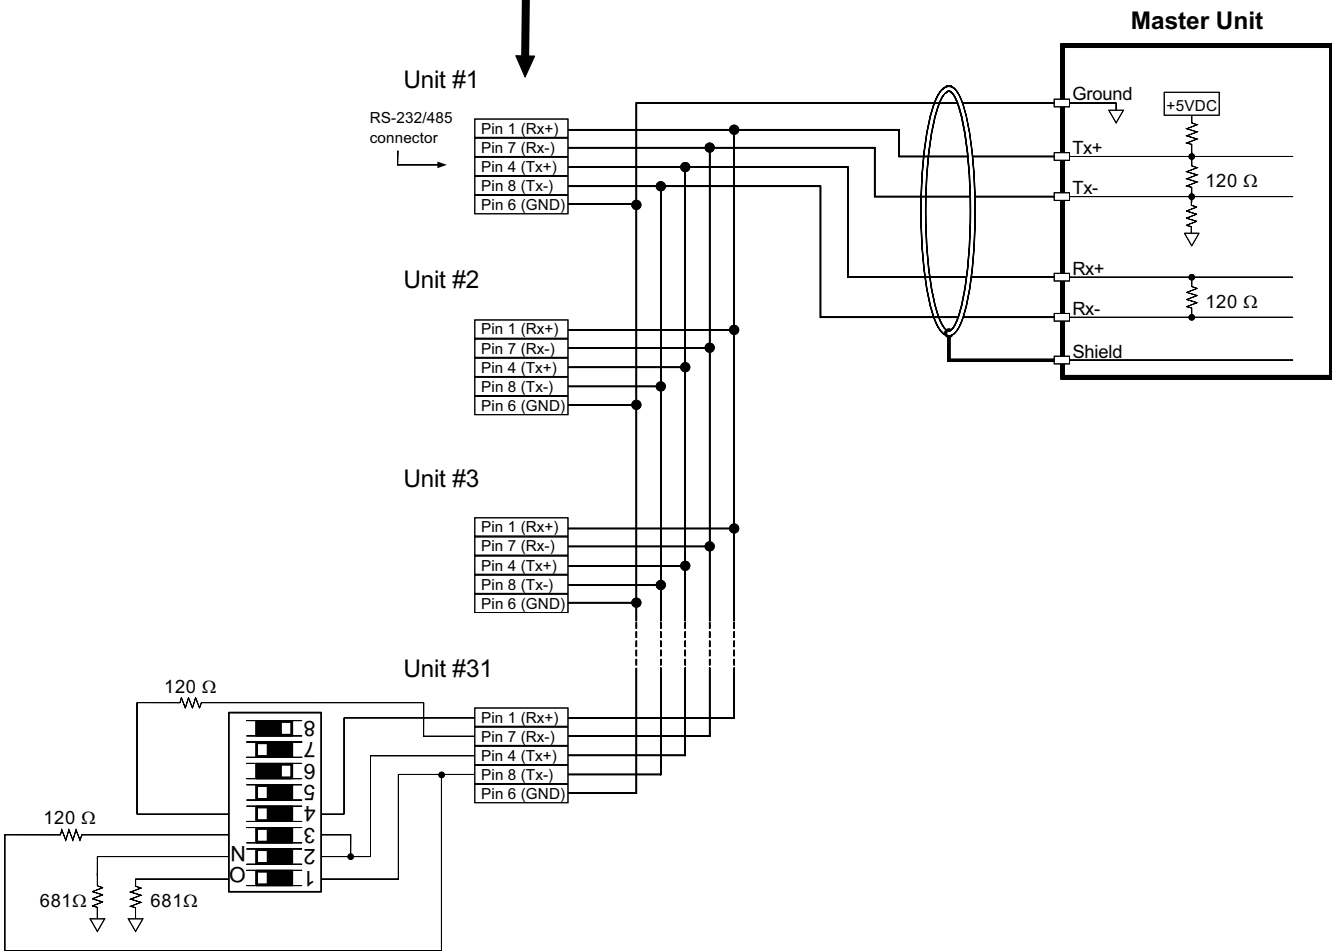 Master Unit
Unit #1
RS-232/485
connector
Pin 1 (Rx+)
Pin 7 (Rx-)
Pin 4 (Tx+)
Pin 8 (Tx-)
Pin 6 (GND)
Ground
+5VDC
Tx+
120 Ω
Tx-
Rx+
120 Ω
Rx-
Shield
Unit #2
Pin 1 (Rx+)
Pin 7 (Rx-)
Pin 4 (Tx+)
Pin 8 (Tx-)
Pin 6 (GND)
Unit #3
Pin 1 (Rx+)
Pin 7 (Rx-)
Pin 4 (Tx+)
Pin 8 (Tx-)
Pin 6 (GND)
Unit #31
Pin 1 (Rx+)
Pin 7 (Rx-)
Pin 4 (Tx+)
Pin 8 (Tx-)
Pin 6 (GND)
120 Ω
8
7
6
5
4
3
2
1
N
O
120 Ω
681Ω
681Ω